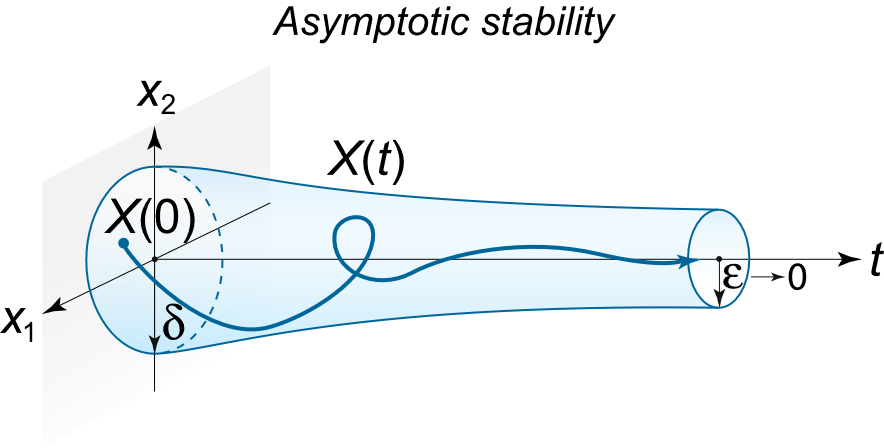 Asymptotic stability
x₂
X(t)
X(0)
t
ε → 0
x₁
δ